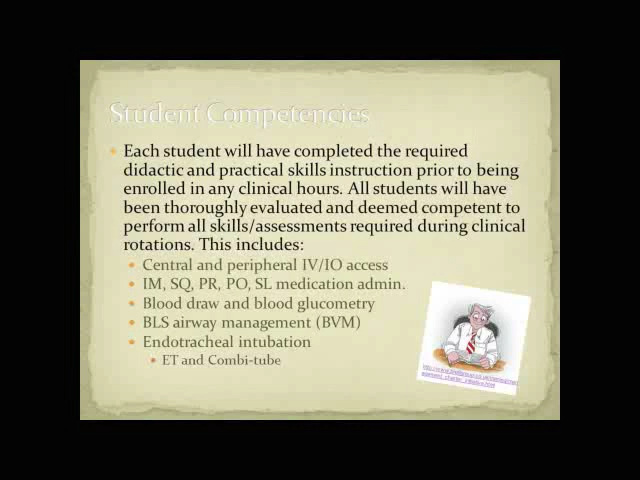 Student Competencies
Each student will have completed the required
didactic and practical skills instruction prior to being
enrolled in any clinical hours. All students will have
been thoroughly evaluated and deemed competent to
perform all skills/assessments required during clinical
rotations. This includes:
Central and peripheral IV/IO access
IM, SQ, PR, PO, SL medication admin.
Blood draw and blood glucometry
BLS airway management (BVM)
Endotracheal intubation
ET and Combi-tube